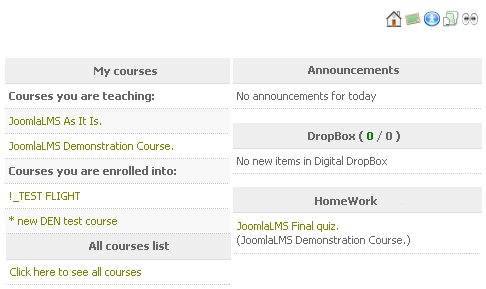 My courses
Courses you are teaching:
JoomlaLMS As It Is.
JoomlaLMS Demonstration Course.
Courses you are enrolled into:
!_TEST FLIGHT
* new DEN test course
All courses list
Click here to see all courses
Announcements
No announcements for today
DropBox ( 0 / 0 )
No new items in Digital DropBox
HomeWork
JoomlaLMS Final quiz.
(JoomlaLMS Demonstration Course.)